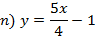 n) y = 5x/4 − 1